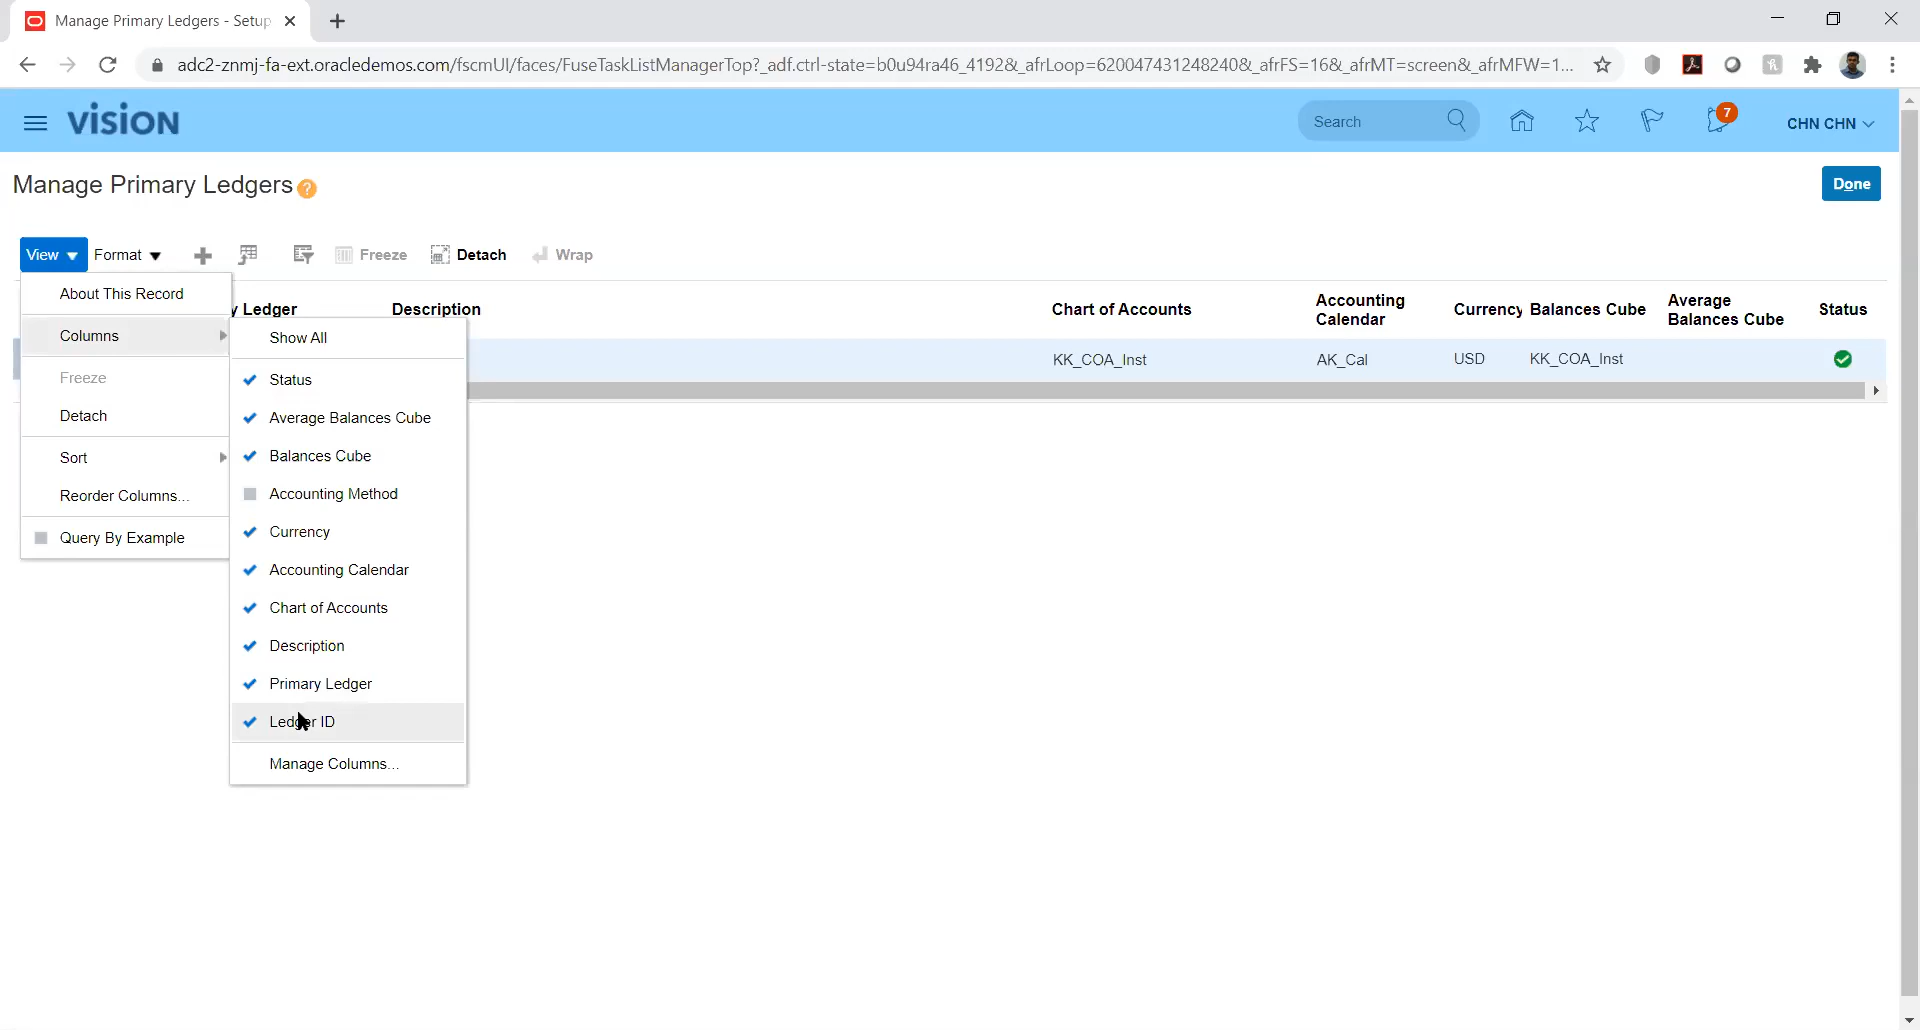 Manage Primary Ledgers - Setup
adc2-znmj-fa-ext.oracledemos.com/fscmUI/faces/FuseTaskListManagerTop?_adf.ctrl-state=b0u94ra46_4192&_afrLoop=620047431248240&_afrFS=16&_afrMT=screen&_afrMFW=1...
vision
Search
7
CHN CHN
Manage Primary Ledgers ?
Done
View Format Freeze Detach Wrap
About This Record
y Ledger Description Chart of Accounts Accounting Calendar Currency Balances Cube Average Balances Cube Status
KK_COA_Inst AK_Cal USD KK_COA_Inst
Columns
Freeze
Detach
Sort
Reorder Columns...
Query By Example
Show All
Status
Average Balances Cube
Balances Cube
Accounting Method
Currency
Accounting Calendar
Chart of Accounts
Description
Primary Ledger
Ledger ID
Manage Columns...